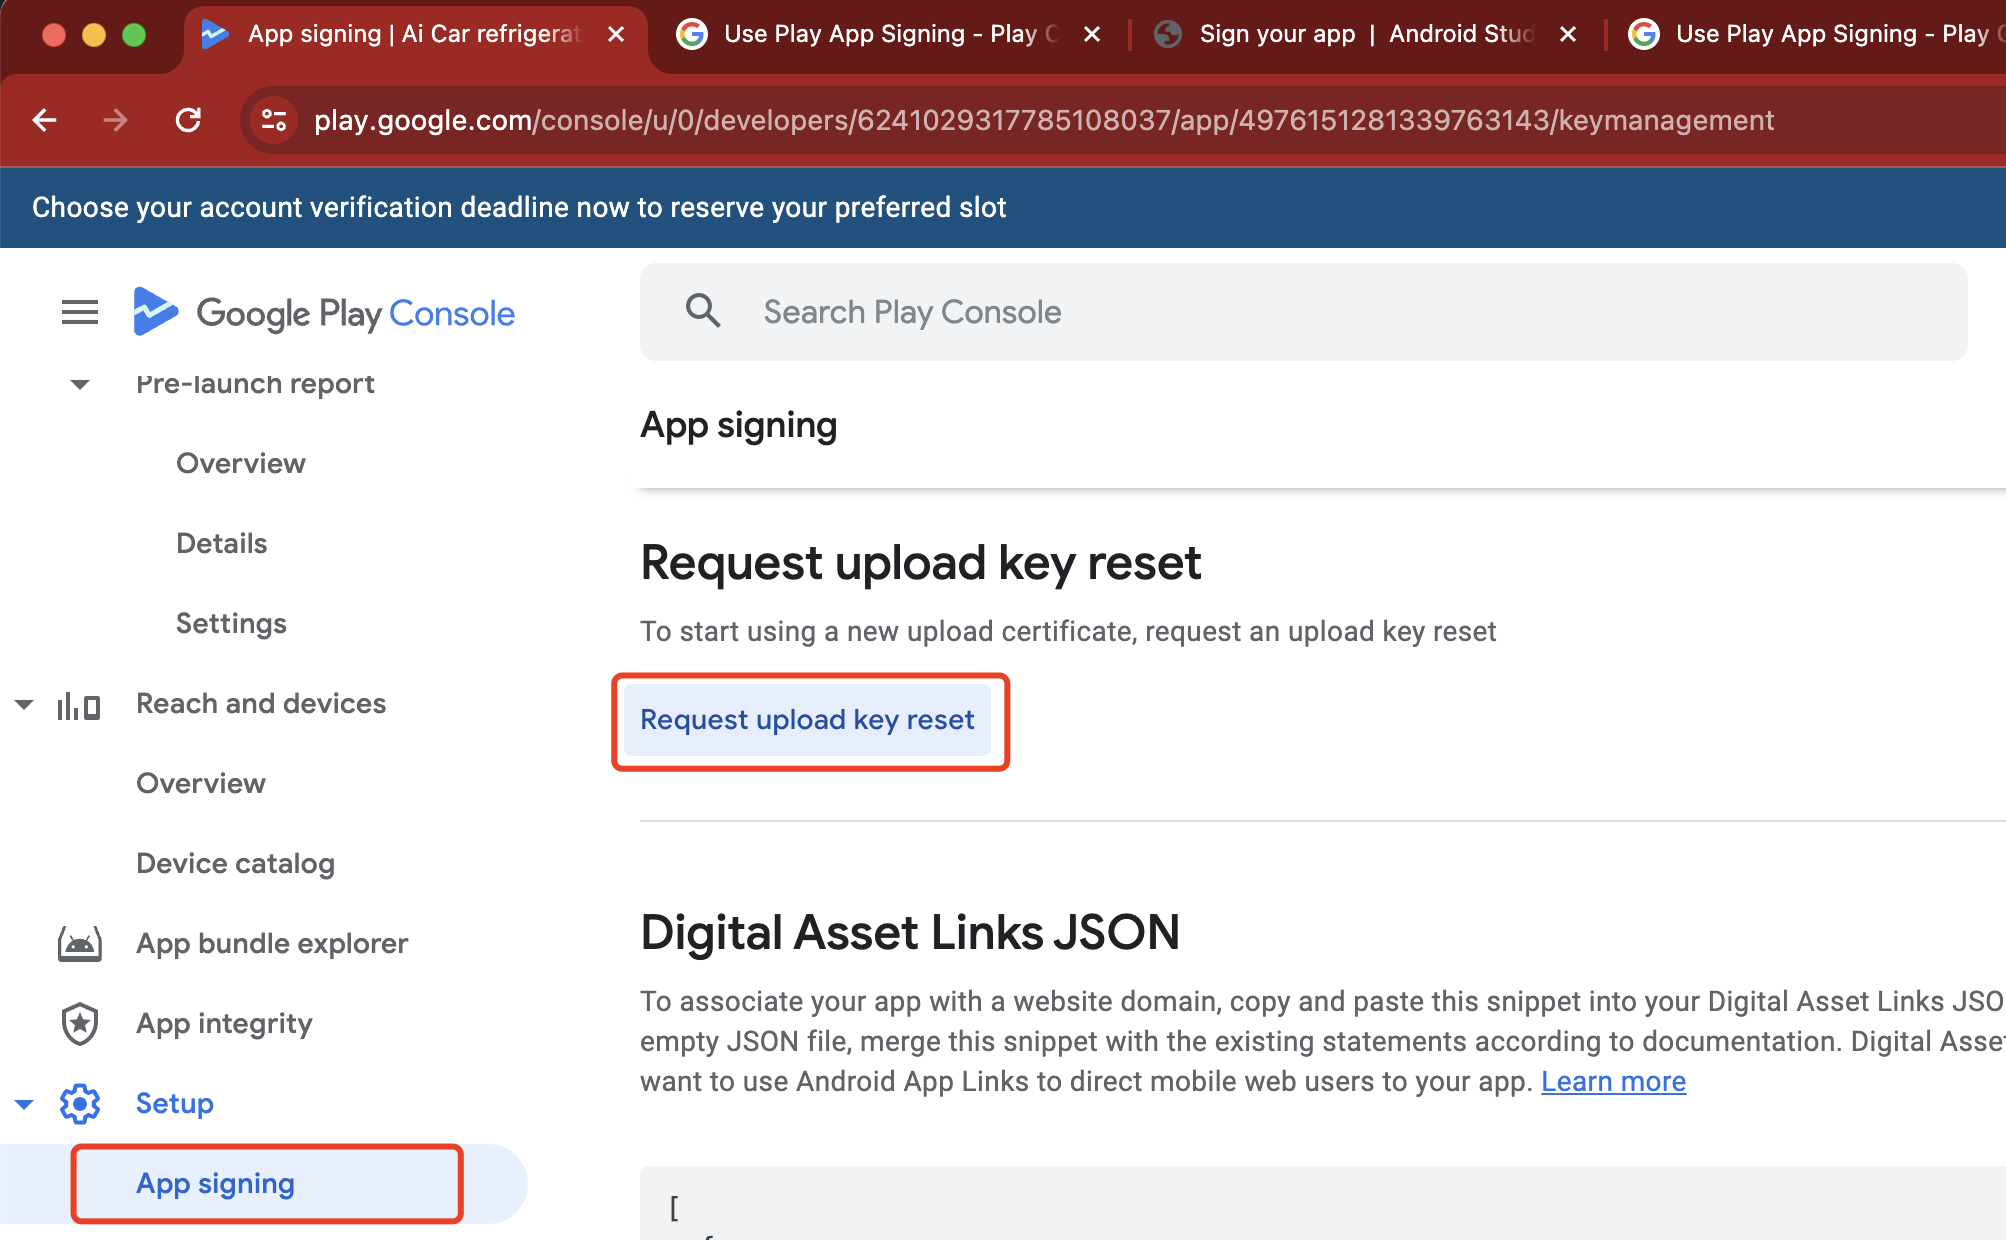 App signing | Ai Car refrigerat
Use Play App Signing - Play C
Sign your app | Android Stud
Use Play App Signing - Play C
play.google.com/console/u/0/developers/6241029317785108037/app/4976151281339763143/keymanagement
Choose your account verification deadline now to reserve your preferred slot
Google Play Console
Search Play Console
Pre-launch report
Overview
Details
Settings
Reach and devices
Overview
Device catalog
App bundle explorer
App integrity
Setup
App signing
App signing
Request upload key reset
To start using a new upload certificate, request an upload key reset
Request upload key reset
Digital Asset Links JSON
To associate your app with a website domain, copy and paste this snippet into your Digital Asset Links JSO
empty JSON file, merge this snippet with the existing statements according to documentation. Digital Asse
want to use Android App Links to direct mobile web users to your app. Learn more
[